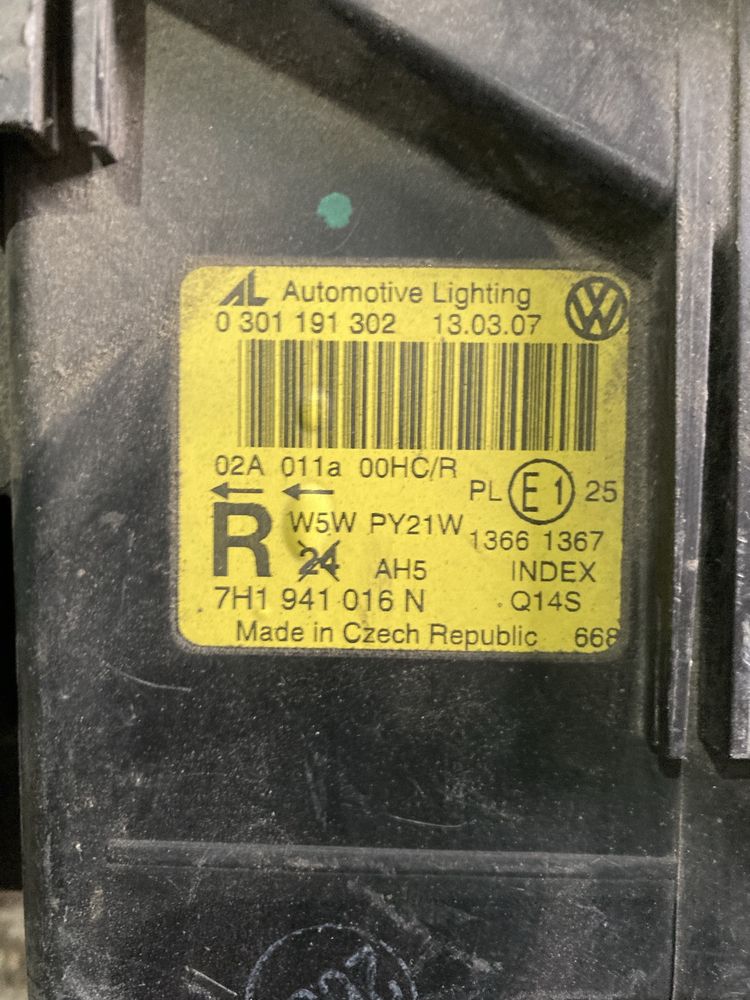 AL Automotive Lighting
0 301 191 302 13.03.07
02A 011a 00HC/R
PL E1 25
R W5W PY21W 1366 1367
24 AH5 INDEX
7H1 941 016 N Q14S
Made in Czech Republic 668